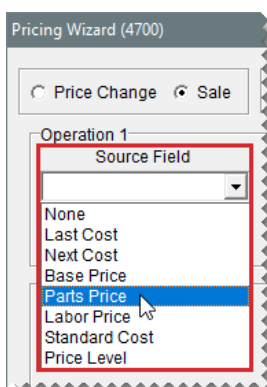 Pricing Wizard (4700)
Price Change Sale
Operation 1
Source Field
None
Last Cost
Next Cost
Base Price
Parts Price
Labor Price
Standard Cost
Price Level